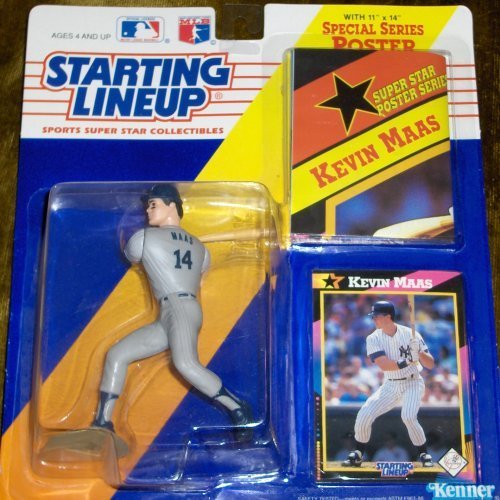 AGES 4 AND UP
MLB
WITH 11" x 14"
SPECIAL SERIES
POSTER
STARTING
LINEUP®
SPORTS SUPER STAR COLLECTIBLES
SUPER STAR
POSTER SERIES
KEVIN MAAS
MAAS
14
KEVIN MAAS
STARTING
LINEUP
Kenner